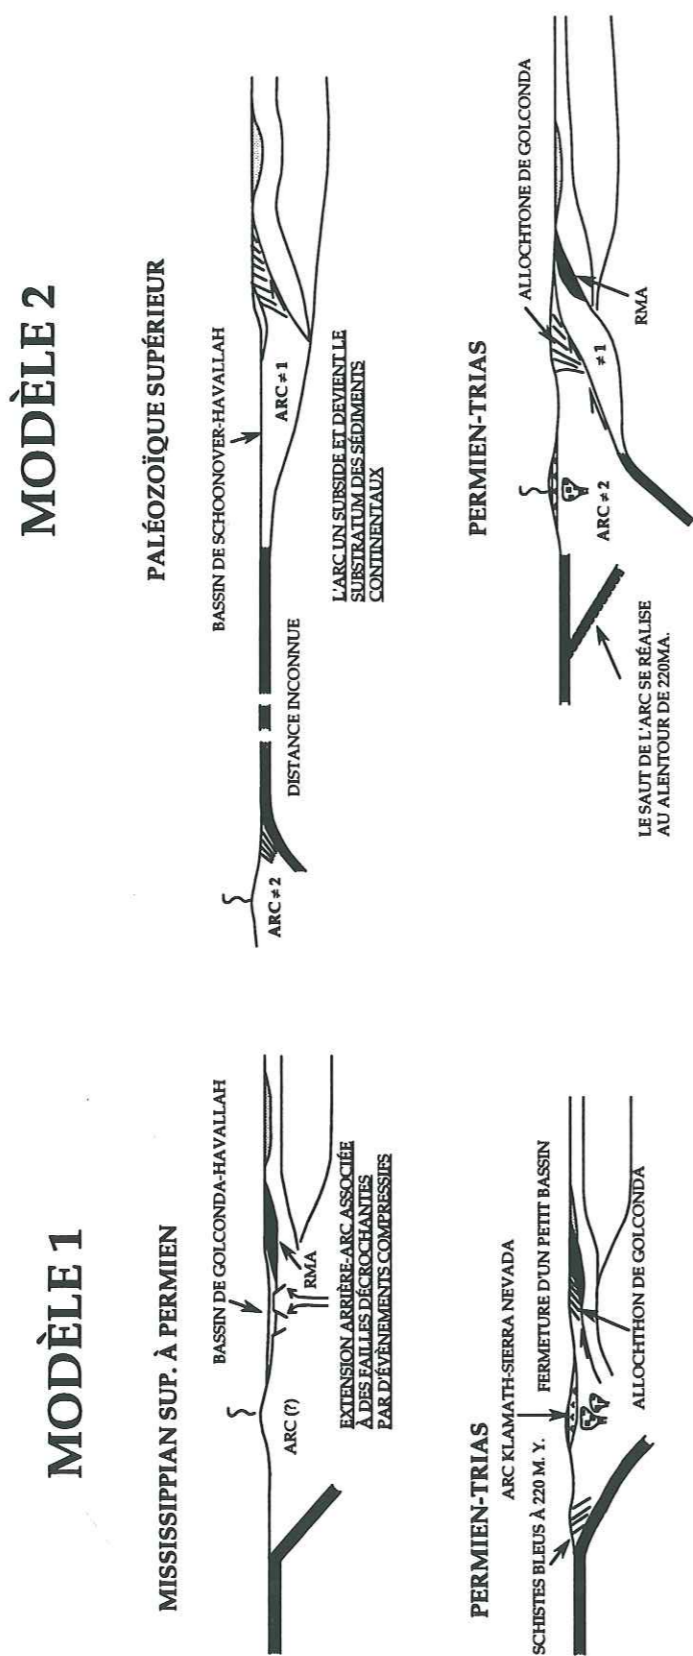 MODÈLE 1
MISSISSIPPIAN SUP. À PERMIEN
BASSIN DE GOLCONDA-HAVALLAH
ARC (?)
RMA
EXTENSION ARRIÈRE-ARC ASSOCIÉE
À DES FAILLES DÉCROCHANTES
PAR D'ÉVÈNEMENTS COMPRESSIFS
PERMIEN-TRIAS
ARC KLAMATH-SIERRA NEVADA
SCHISTES BLEUS À 220 M. Y.
FERMETURE D'UN PETIT BASSIN
ALLOCHTHON DE GOLCONDA
MODÈLE 2
PALÉOZOÏQUE SUPÉRIEUR
BASSIN DE SCHOONOVER-HAVALLAH
ARC ≠ 2
DISTANCE INCONNUE
ARC ≠ 1
L'ARC UN SUBSIDE ET DEVIENT LE
SUBSTRATUM DES SÉDIMENTS
CONTINENTAUX
PERMIEN-TRIAS
ALLOCHTONE DE GOLCONDA
ARC ≠ 2
≠ 1
RMA
LE SAUT DE L'ARC SE RÉALISE
AU ALENTOUR DE 220MA.